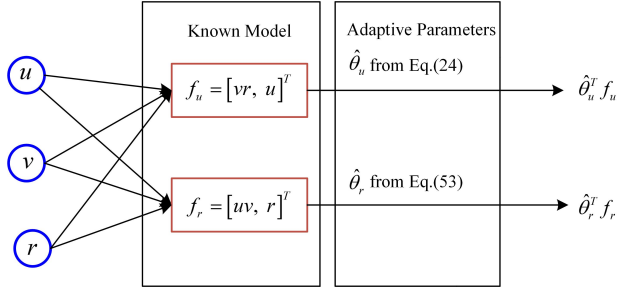 Known Model
Adaptive Parameters
u
v
r
f_u = [vr, u]^T
f_r = [uv, r]^T
θ̂_u from Eq.(24)
θ̂_r from Eq.(53)
θ̂_u^T f_u
θ̂_r^T f_r